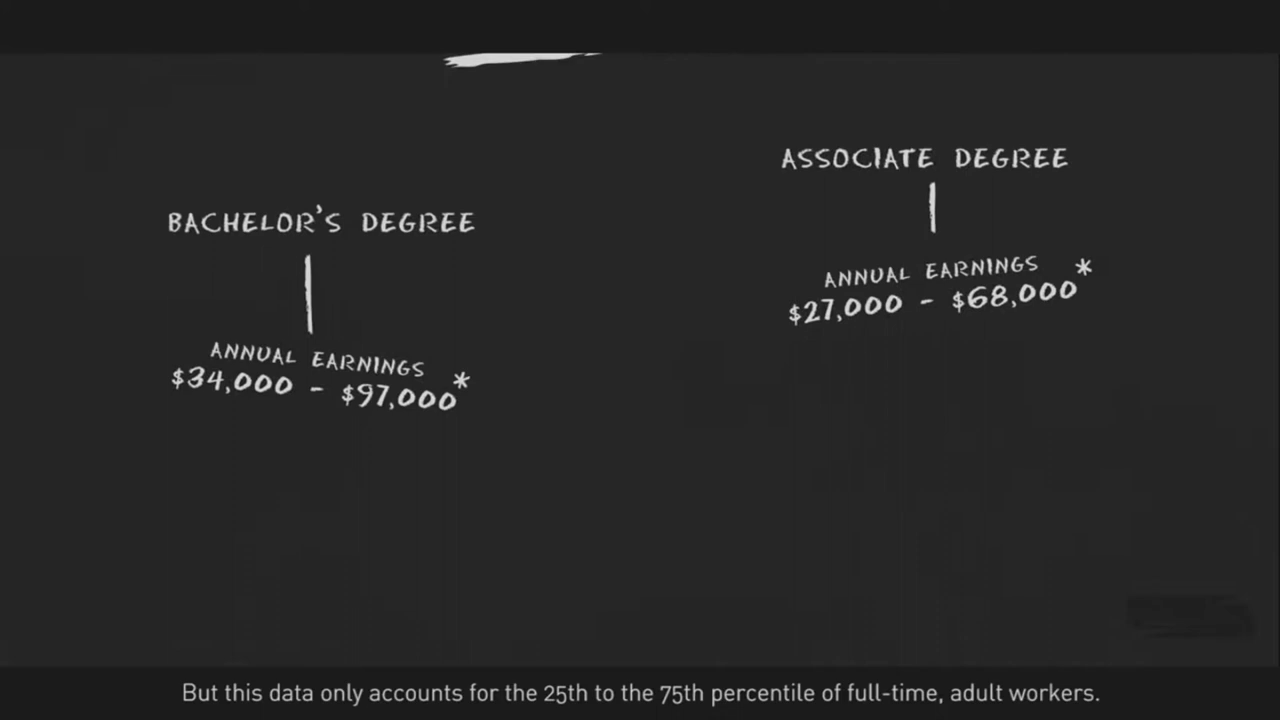 BACHELOR'S DEGREE
ANNUAL EARNINGS
$34,000 - $97,000*
ASSOCIATE DEGREE
ANNUAL EARNINGS
$27,000 - $68,000*
But this data only accounts for the 25th to the 75th percentile of full-time, adult workers.